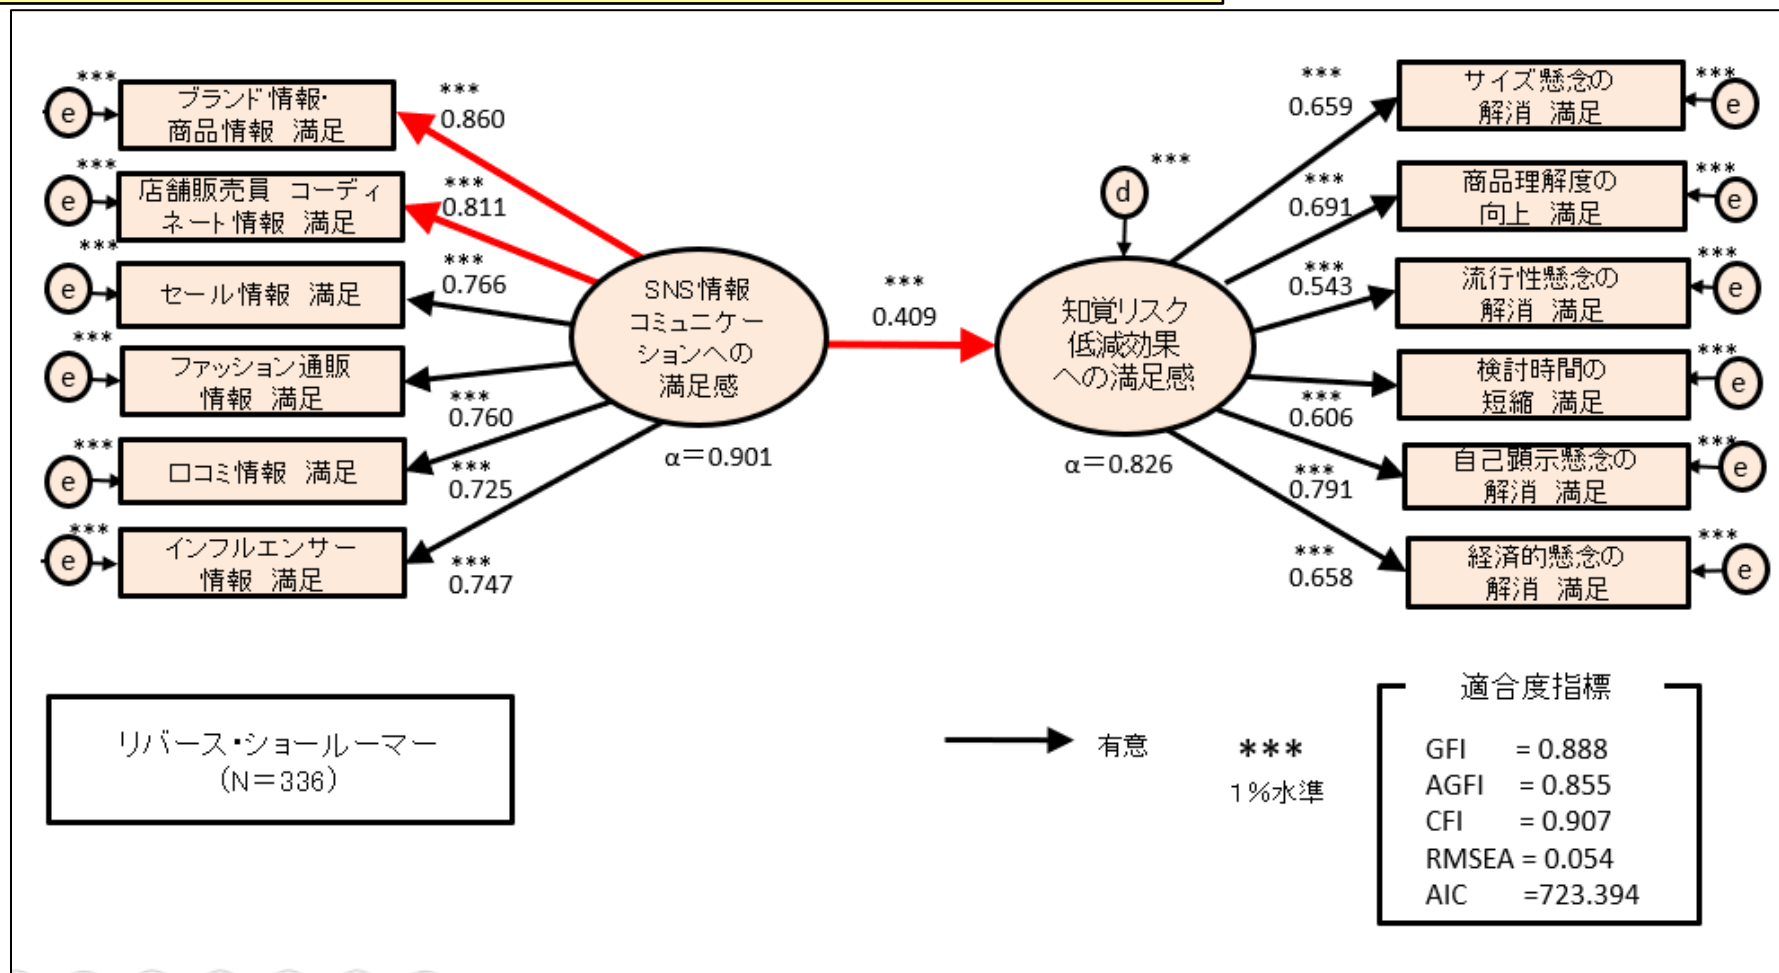 ***
e
ブランド情報・
商品情報 満足
***
0.860
***
e
店舗販売員 コーディ
ネート情報 満足
***
0.811
***
e
セール情報 満足
***
0.766
***
e
ファッション通販
情報 満足
***
0.760
***
e
口コミ情報 満足
***
0.725
***
e
インフルエンサー
情報 満足
***
0.747
SNS情報
コミュニケー
ションへの
満足感
α＝0.901
***
0.409
***
d
知覚リスク
低減効果
への満足感
α＝0.826
***
0.659
サイズ懸念の
解消 満足
***
e
***
0.691
商品理解度の
向上 満足
***
e
***
0.543
流行性懸念の
解消 満足
***
e
検討時間の
短縮 満足
***
e
***
0.606
自己顕示懸念の
解消 満足
***
e
***
0.791
経済的懸念の
解消 満足
***
e
***
0.658
リバース・ショールーマー
（N＝336）
有意
***
1%水準
適合度指標
GFI = 0.888
AGFI = 0.855
CFI = 0.907
RMSEA = 0.054
AIC =723.394